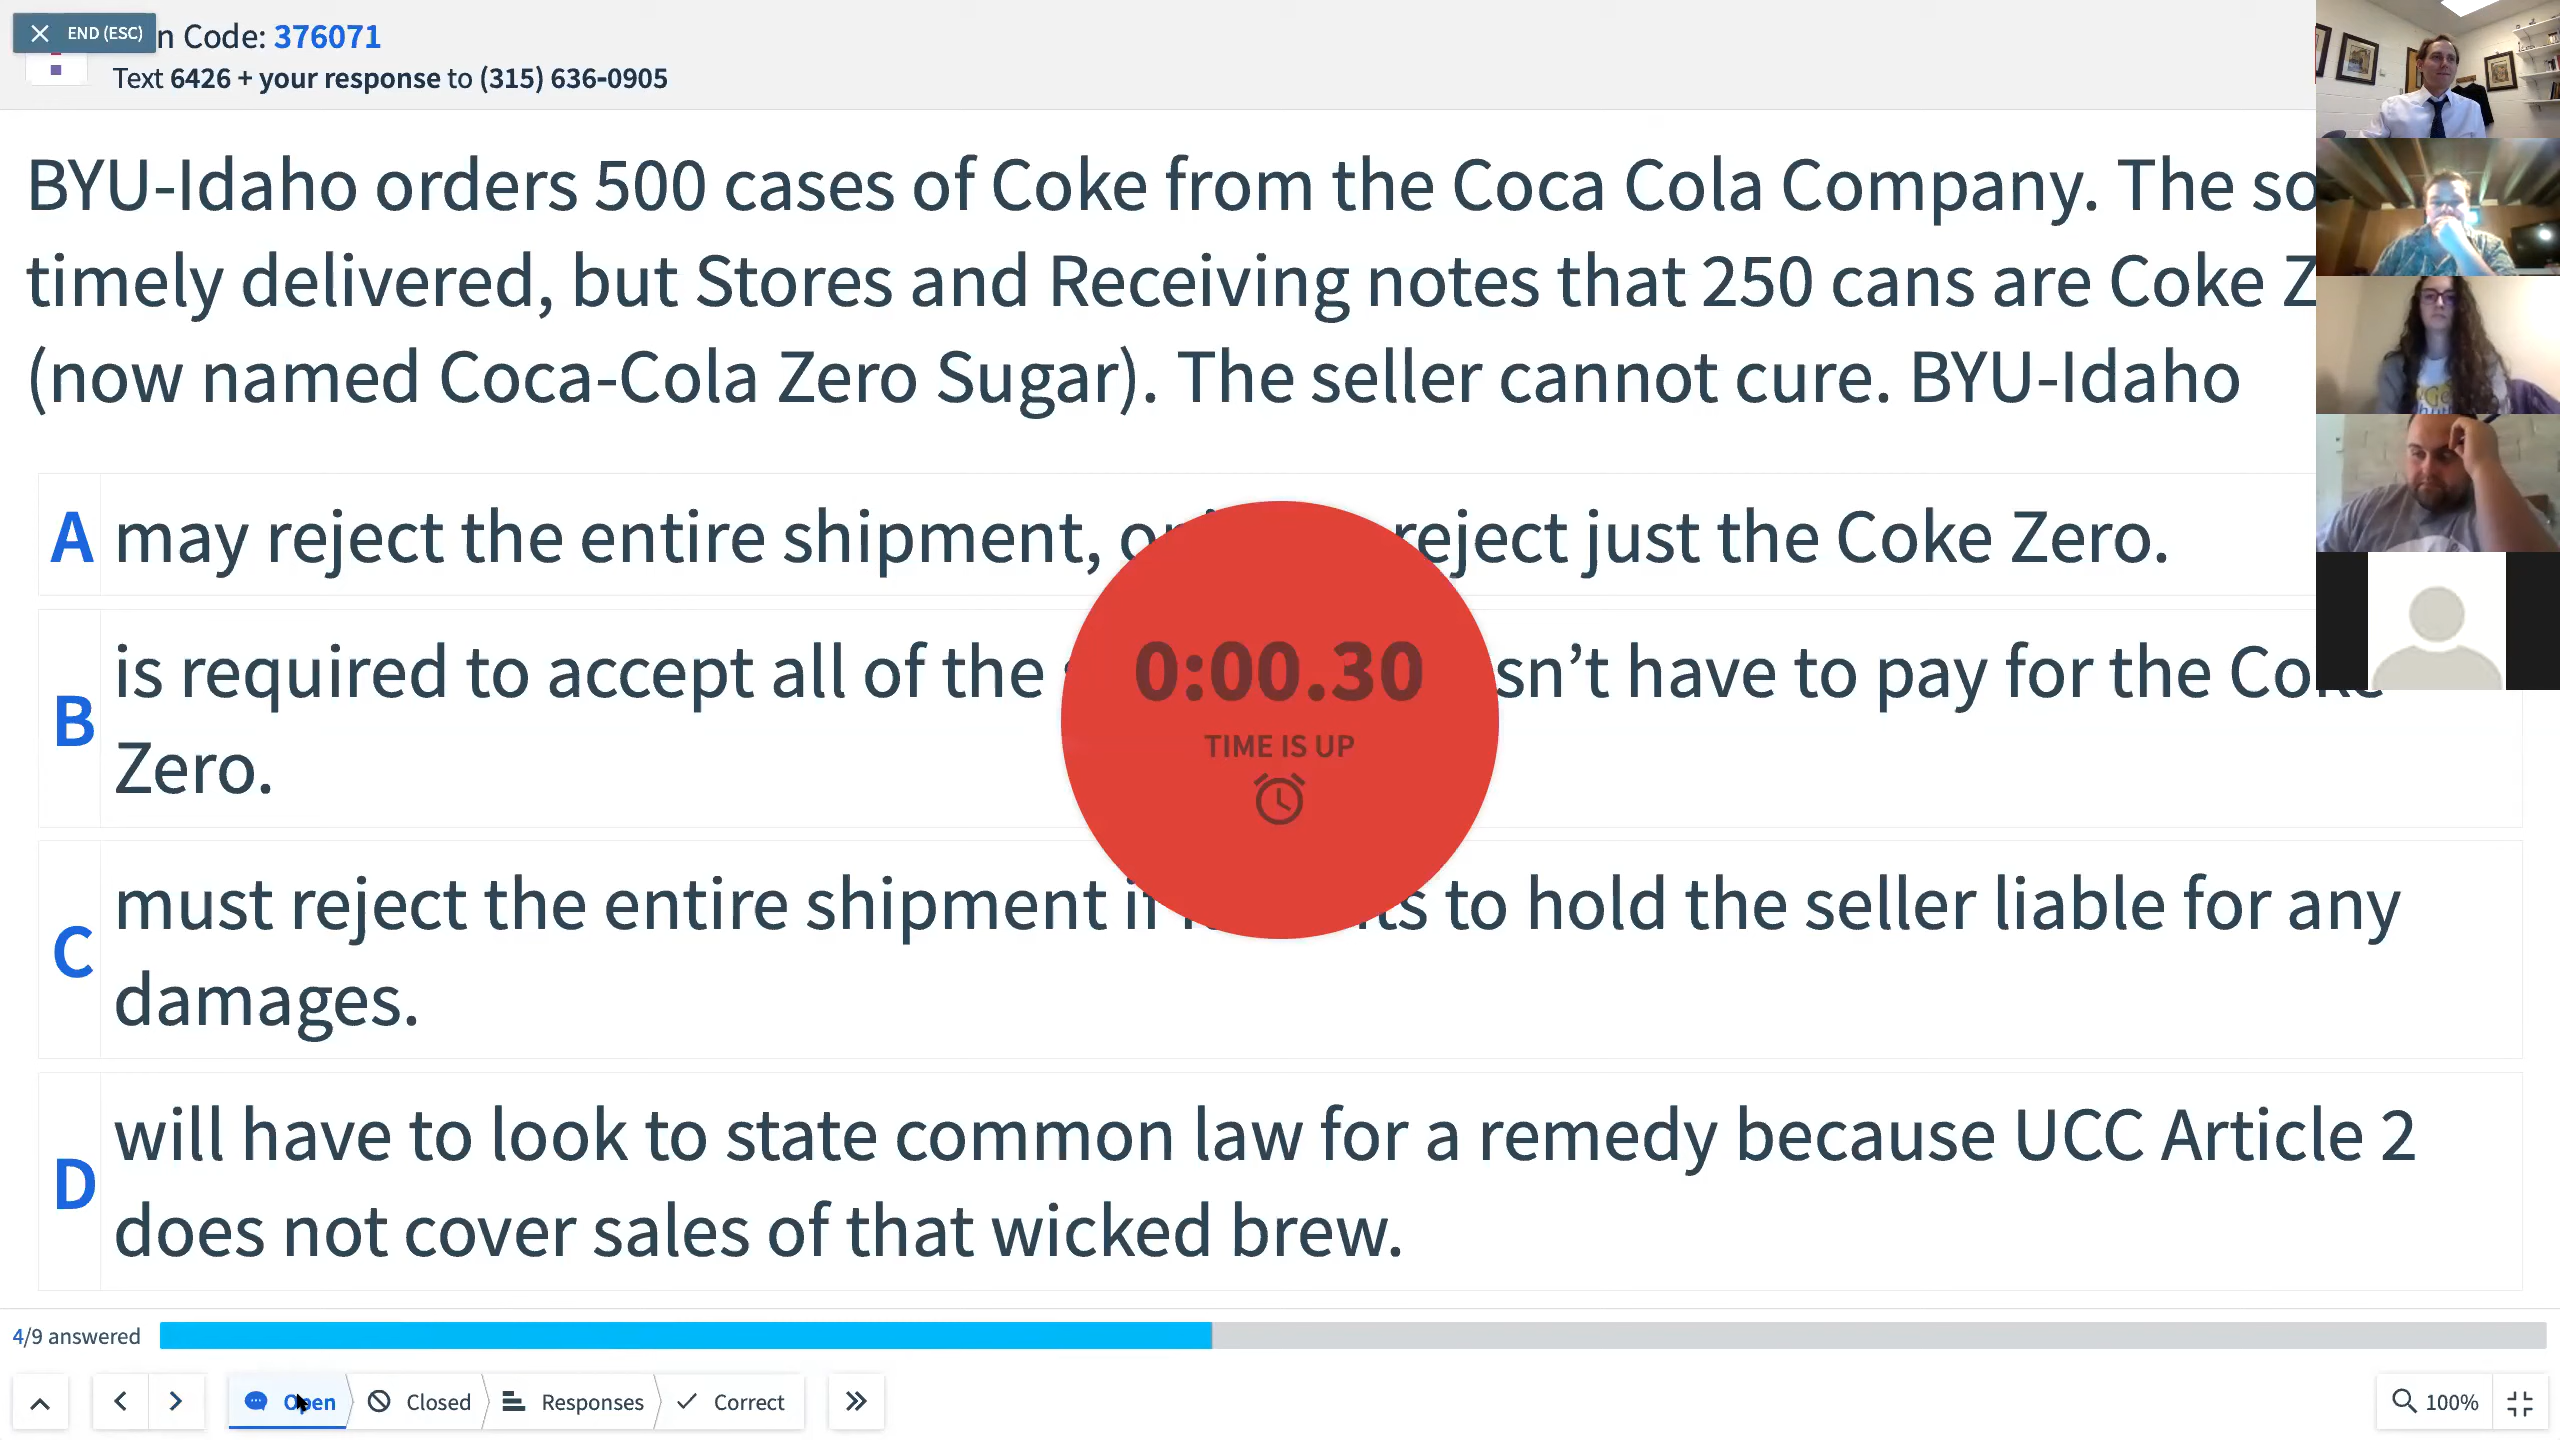 END (ESC)
n Code: 376071
Text 6426 + your response to (315) 636-0905
BYU-Idaho orders 500 cases of Coke from the Coca Cola Company. The
timely delivered, but Stores and Receiving notes that 250 cans are Coke
(now named Coca-Cola Zero Sugar). The seller cannot cure. BYU-Idaho
A may reject the entire shipment, reject just the Coke Zero.
B
is required to accept all of the sn't have to pay for the Coke
Zero.
C
must reject the entire shipment to hold the seller liable for any
damages.
D
will have to look to state common law for a remedy because UCC Article 2
does not cover sales of that wicked brew.
0:00.30
TIME IS UP
4/9 answered
Open Closed Responses Correct
100%